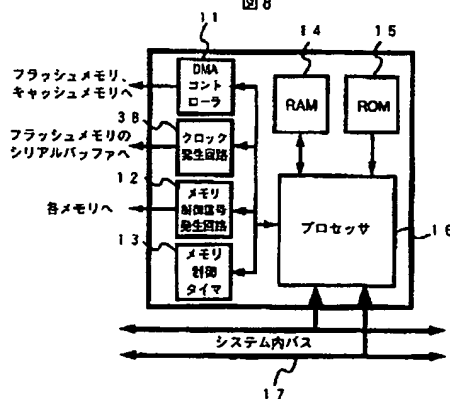 図8
11
14
15
フラッシュメモリ、
キャッシュメモリへ
DMA
コント
ローラ
RAM
ROM
38
フラッシュメモリの
シリアルバッファへ
クロック
発生回路
12
各メモリへ
メモリ
制御信号
発生回路
プロセッサ
16
13
メモリ
制御
タイマ
システム内バス
17